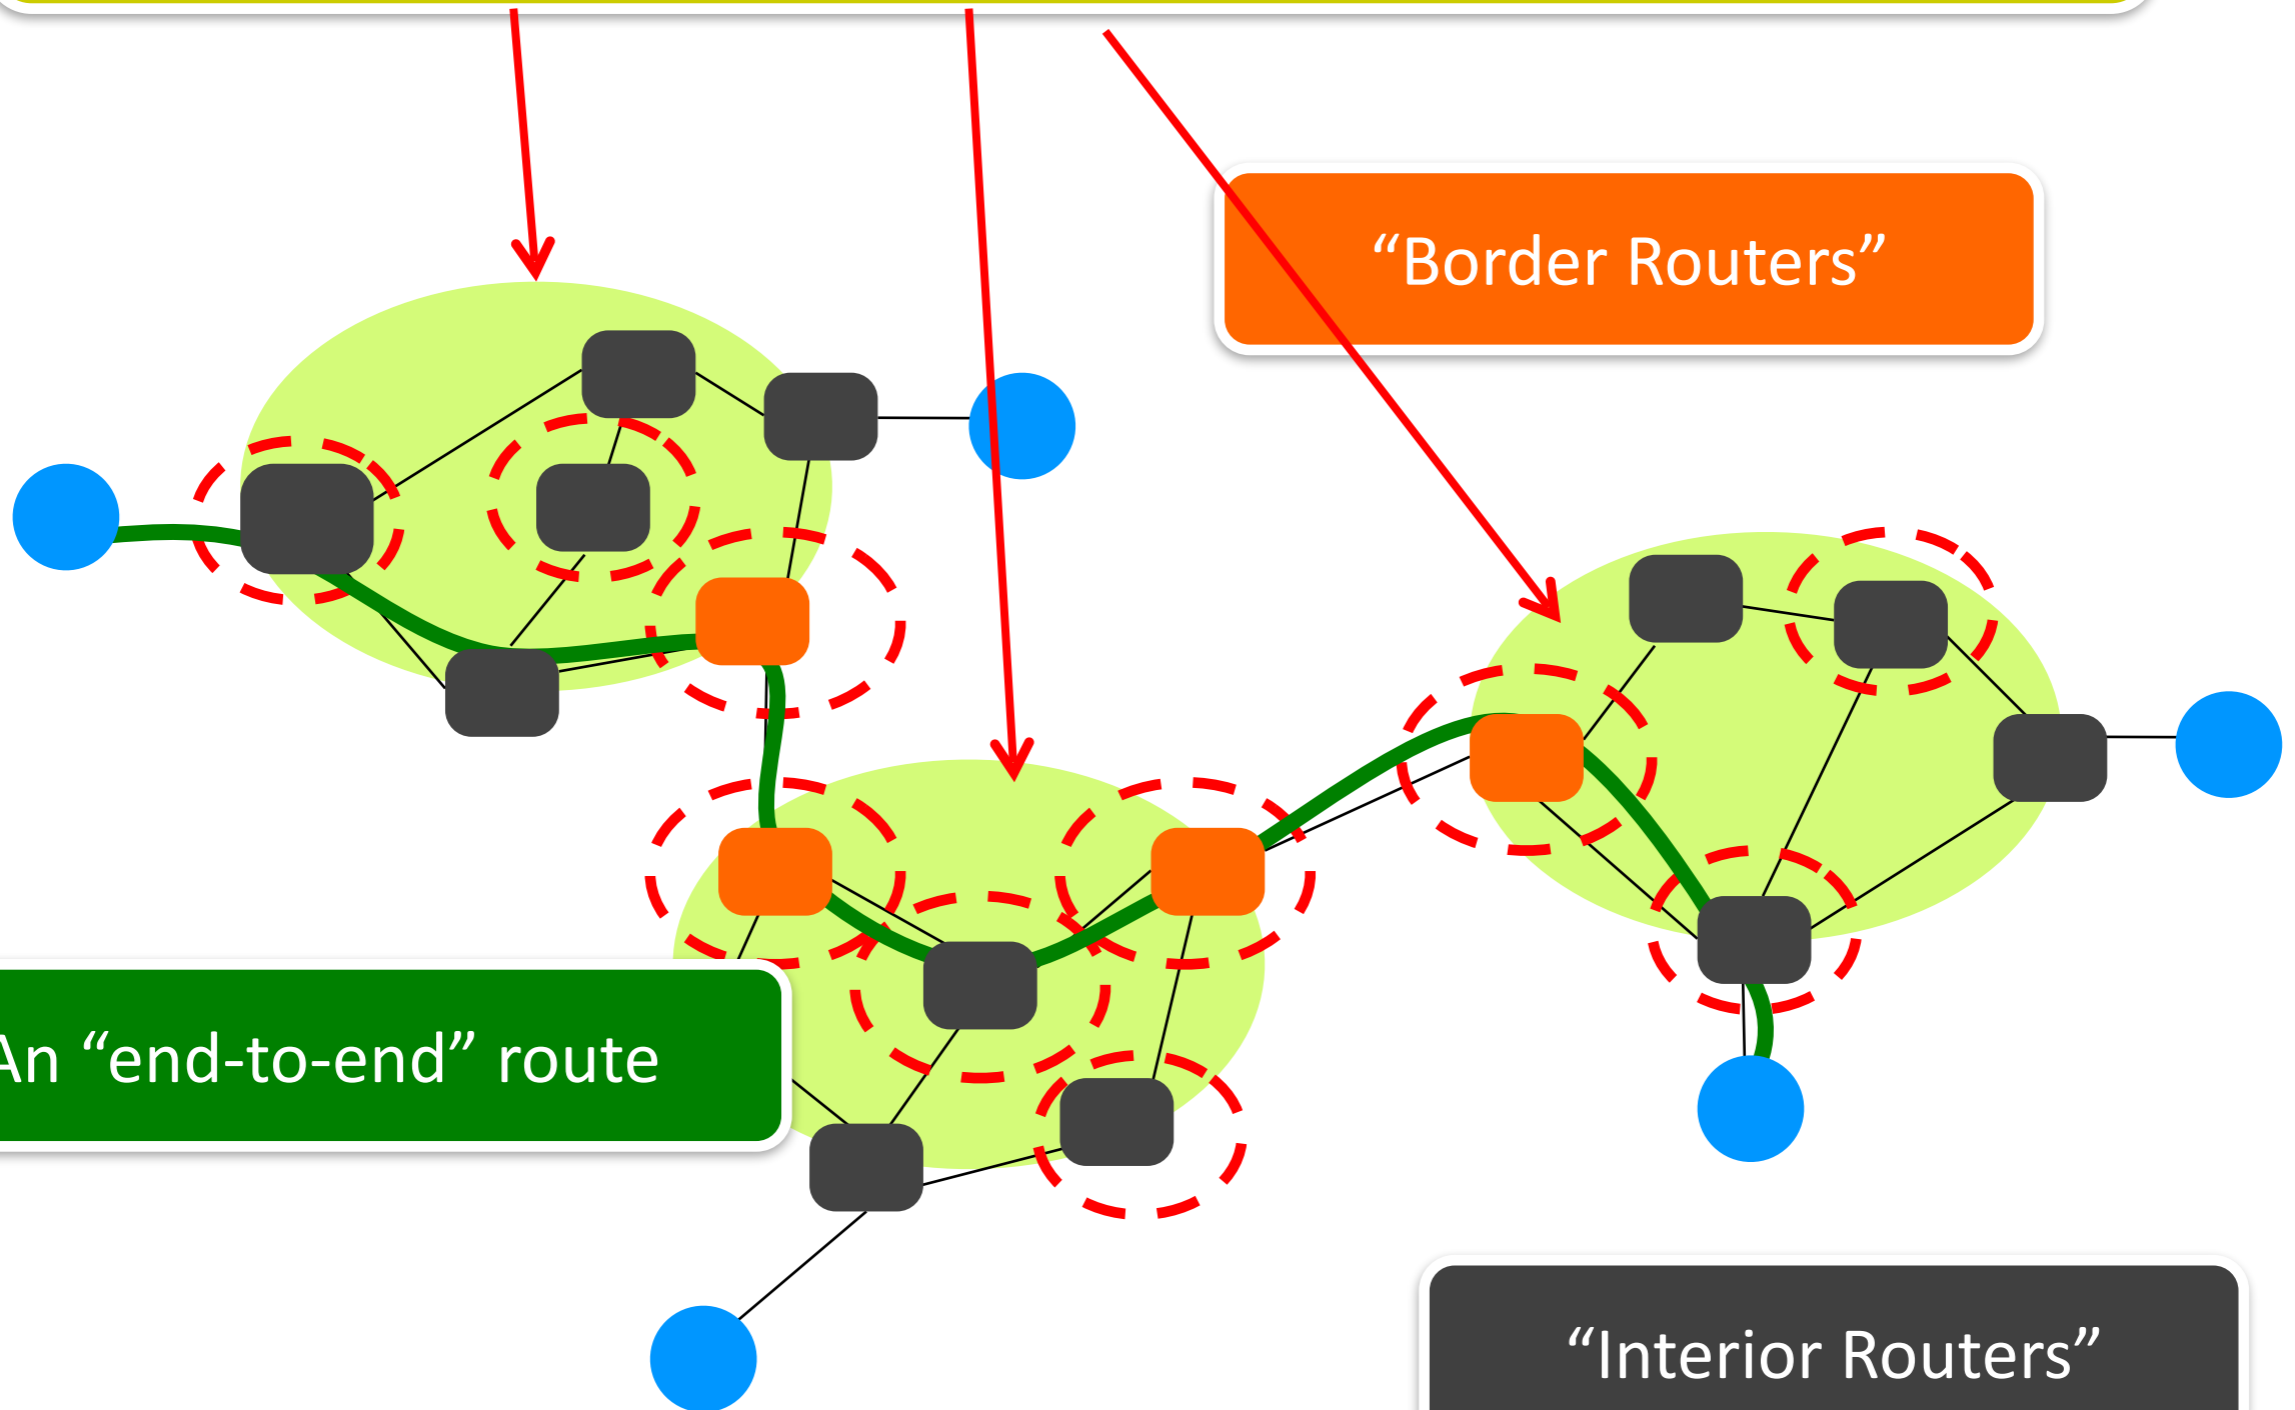 “Border Routers”
An “end-to-end” route
“Interior Routers”